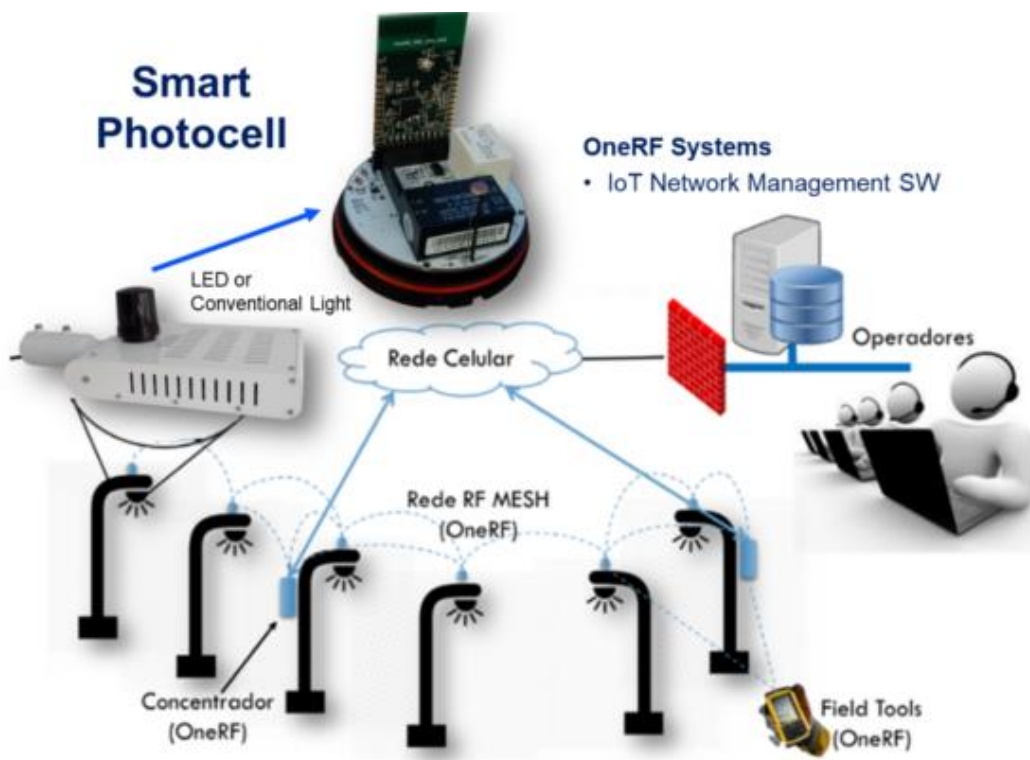 Smart
Photocell
OneRF Systems
• IoT Network Management SW
LED or
Conventional Light
Operadores
Rede Celular
Rede RF MESH
(OneRF)
Concentrador
(OneRF)
Field Tools
(OneRF)